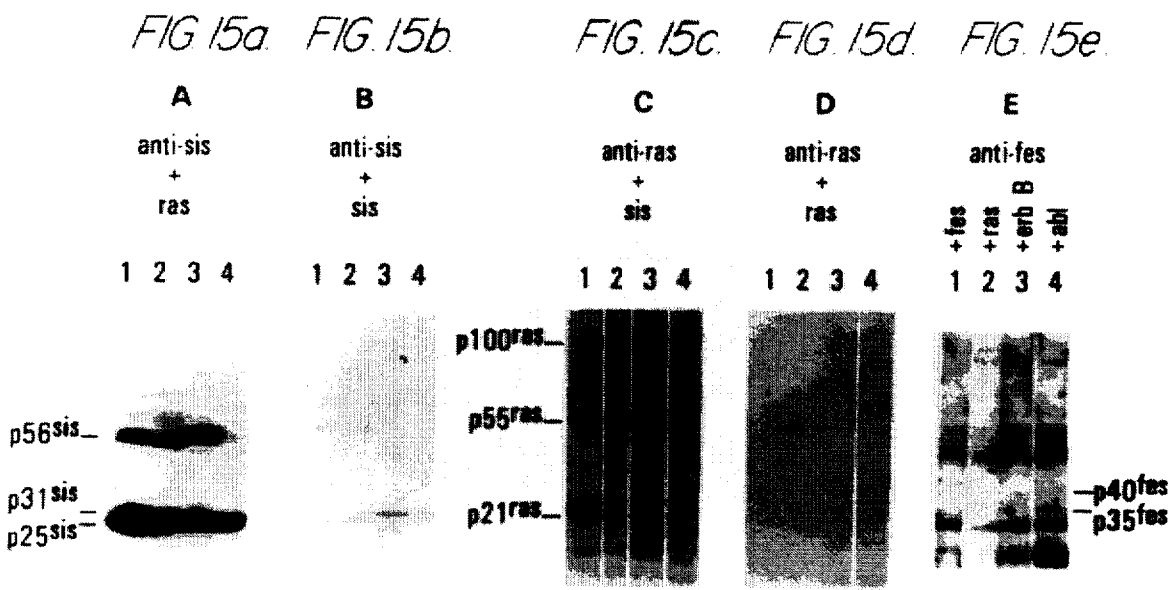 FIG 15a. FIG. 15b. FIG. 15c. FIG. 15d. FIG. 15e.
A B C D E
anti-sis anti-sis anti-ras anti-ras anti-fes
+ + + +
ras sis sis ras
+fes +ras +erb B +abl
1 2 3 4 1 2 3 4 1 2 3 4 1 2 3 4 1 2 3 4
p100ras
p56sis p55ras
p40fes
p31sis
p21ras p35fes
p25sis